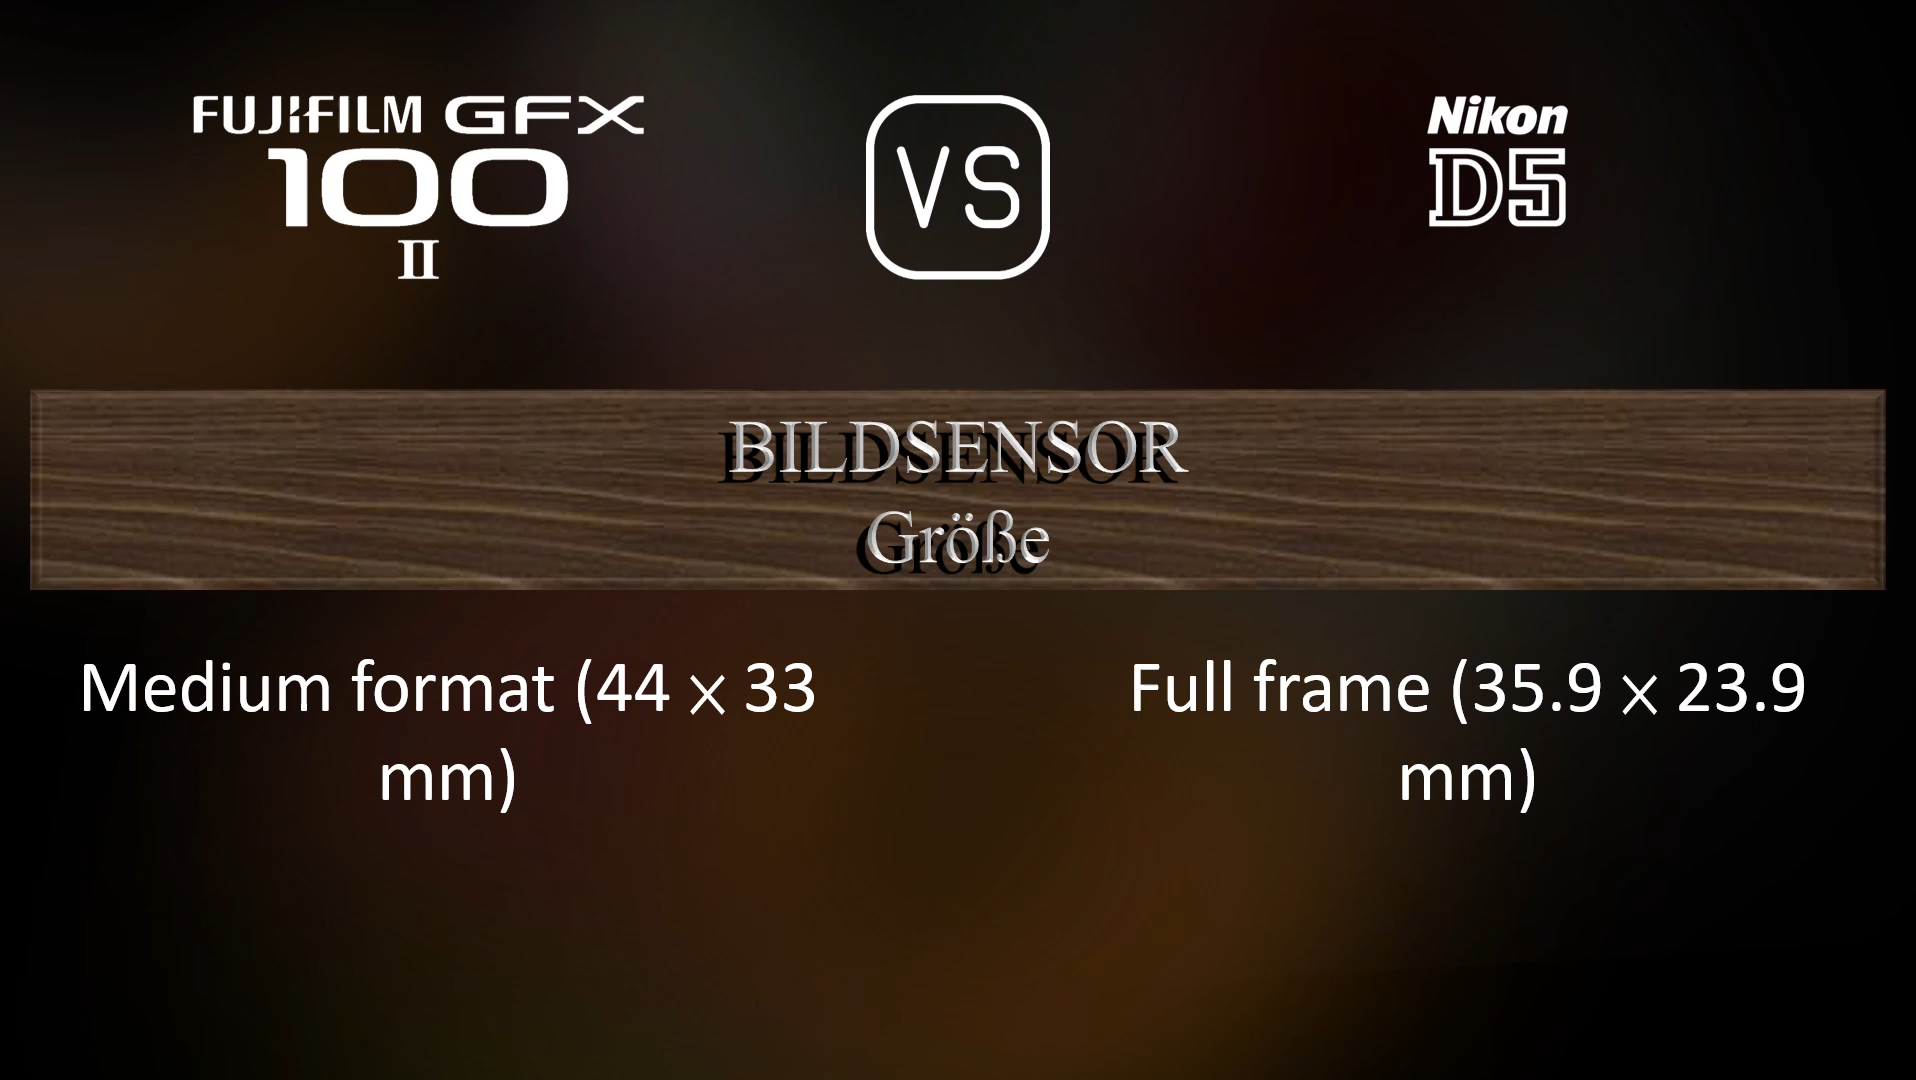 FUJIFILM GFX
100
II
VS
Nikon
D5
BILDSENSOR
Größe
Medium format (44 x 33
mm)
Full frame (35.9 x 23.9
mm)